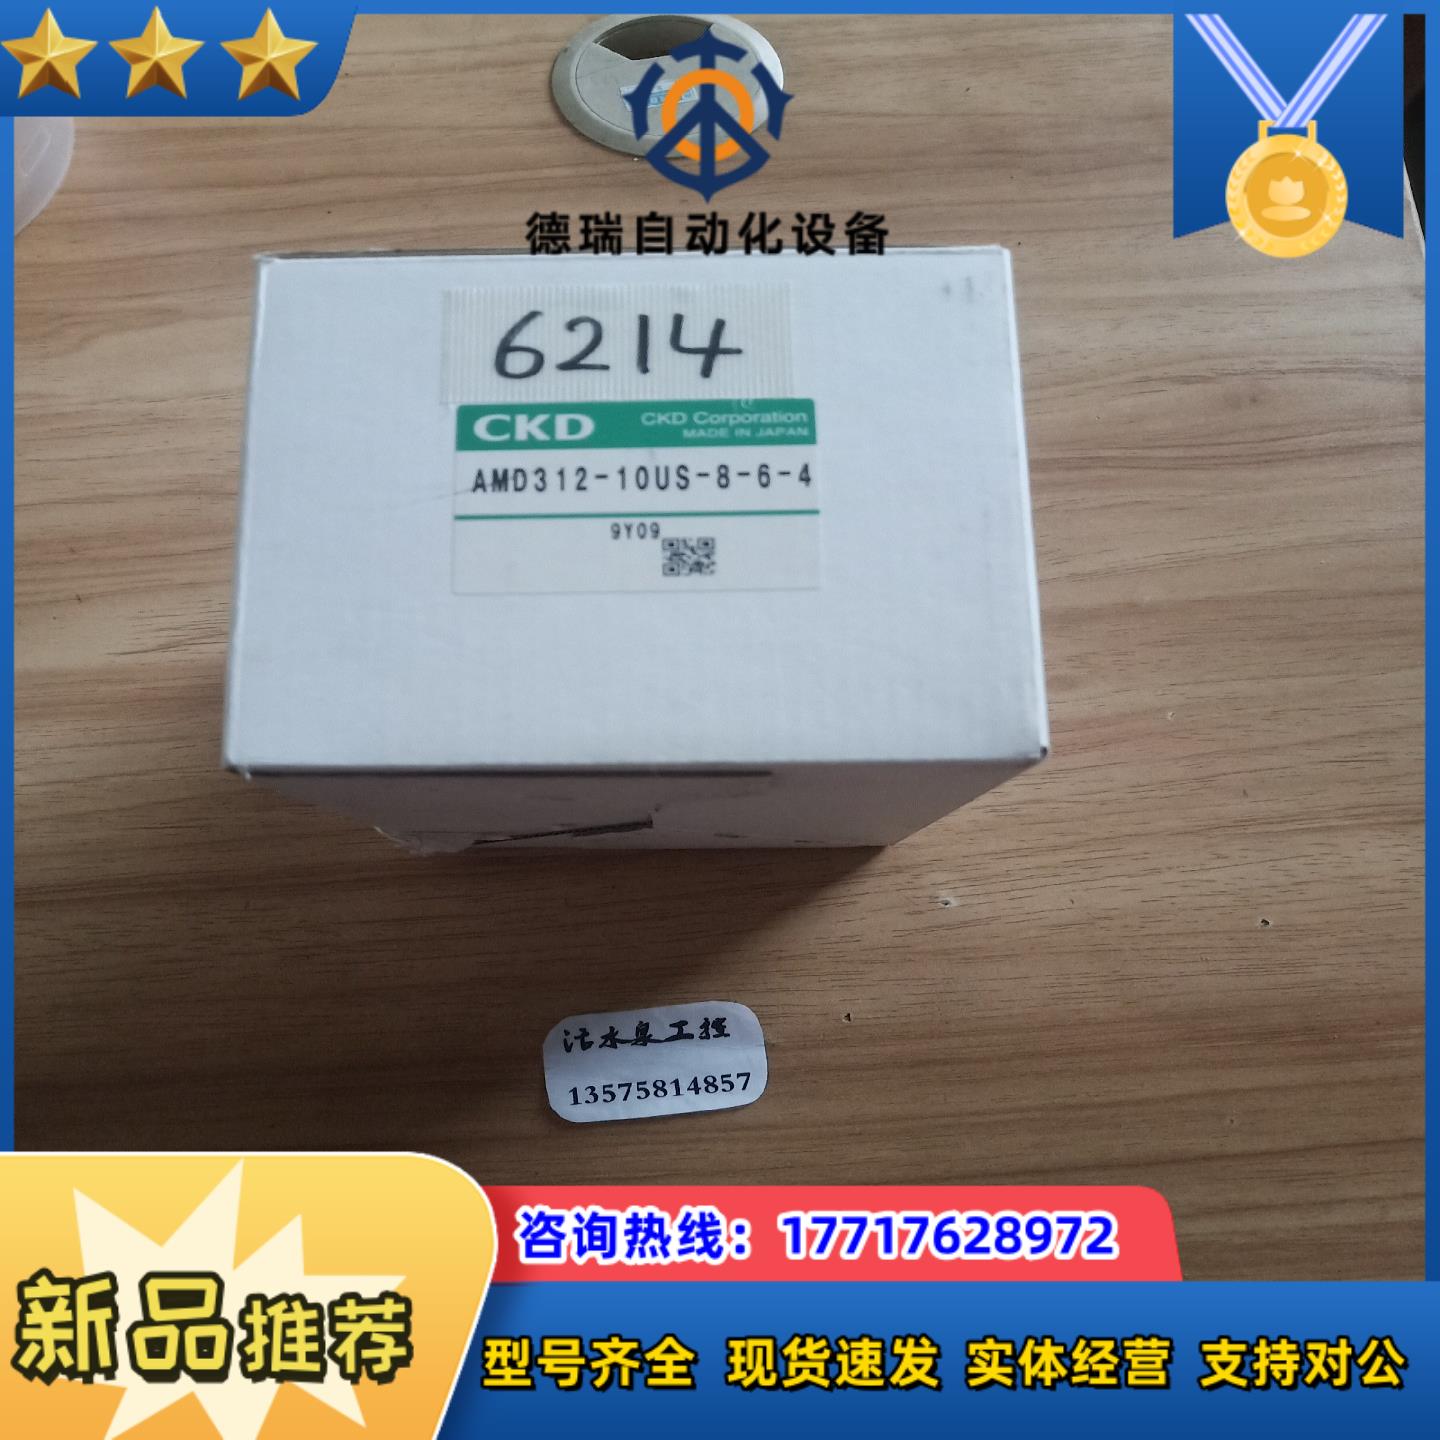 德瑞自动化设备
6214
CKD
CKD Corporation
MADE IN JAPAN
AMD312-10US-8-6-4
9Y09
活水泉工控
13575814857
咨询热线：17717628972
新品推荐
型号齐全 现货速发 实体经营 支持对公